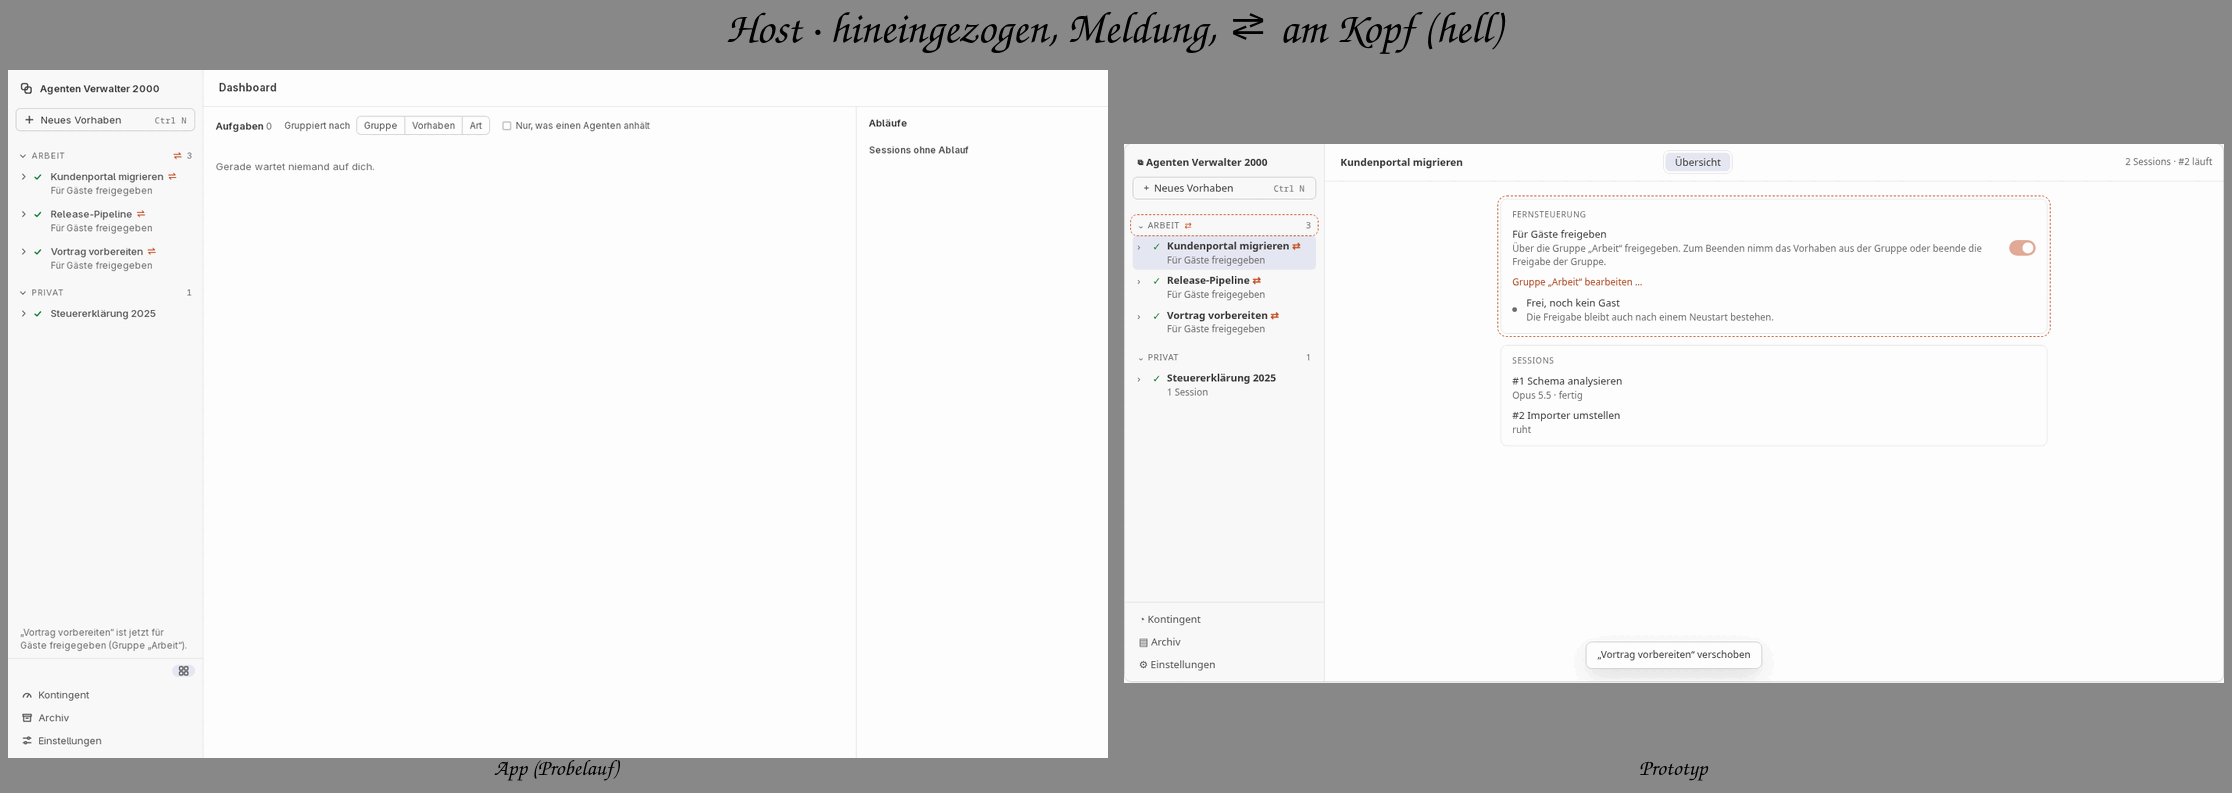 Host · hineingezogen, Meldung, ⇄ am Kopf (hell)
Agenten Verwalter 2000
+ Neues Vorhaben Ctrl N
ARBEIT ⇄ 3
Kundenportal migrieren ⇄
Für Gäste freigegeben
Release-Pipeline ⇄
Für Gäste freigegeben
Vortrag vorbereiten ⇄
Für Gäste freigegeben
PRIVAT 1
Steuererklärung 2025
„Vortrag vorbereiten“ ist jetzt für
Gäste freigegeben (Gruppe „Arbeit“).
Kontingent
Archiv
Einstellungen
Dashboard
Aufgaben 0 Gruppiert nach Gruppe Vorhaben Art Nur, was einen Agenten anhält
Gerade wartet niemand auf dich.
Abläufe
Sessions ohne Ablauf
App (Probelauf)
Agenten Verwalter 2000
+ Neues Vorhaben Ctrl N
ARBEIT ⇄ 3
Kundenportal migrieren ⇄
Für Gäste freigegeben
Release-Pipeline ⇄
Für Gäste freigegeben
Vortrag vorbereiten ⇄
Für Gäste freigegeben
PRIVAT 1
Steuererklärung 2025
1 Session
Kontingent
Archiv
Einstellungen
Kundenportal migrieren Übersicht 2 Sessions · #2 läuft
FERNSTEUERUNG
Für Gäste freigeben
Über die Gruppe „Arbeit“ freigegeben. Zum Beenden nimm das Vorhaben aus der Gruppe oder beende die
Freigabe der Gruppe.
Gruppe „Arbeit“ bearbeiten ...
Frei, noch kein Gast
Die Freigabe bleibt auch nach einem Neustart bestehen.
SESSIONS
#1 Schema analysieren
Opus 5.5 · fertig
#2 Importer umstellen
ruht
„Vortrag vorbereiten“ verschoben
Prototyp